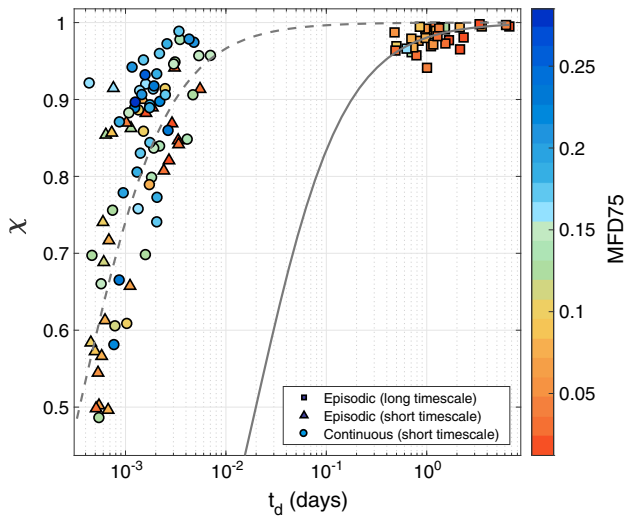 1
0.9
0.8
0.7
0.6
0.5
χ
10⁻³
10⁻²
10⁻¹
10⁰
t_d (days)
Episodic (long timescale)
Episodic (short timescale)
Continuous (short timescale)
0.25
0.2
0.15
0.1
0.05
MFD75